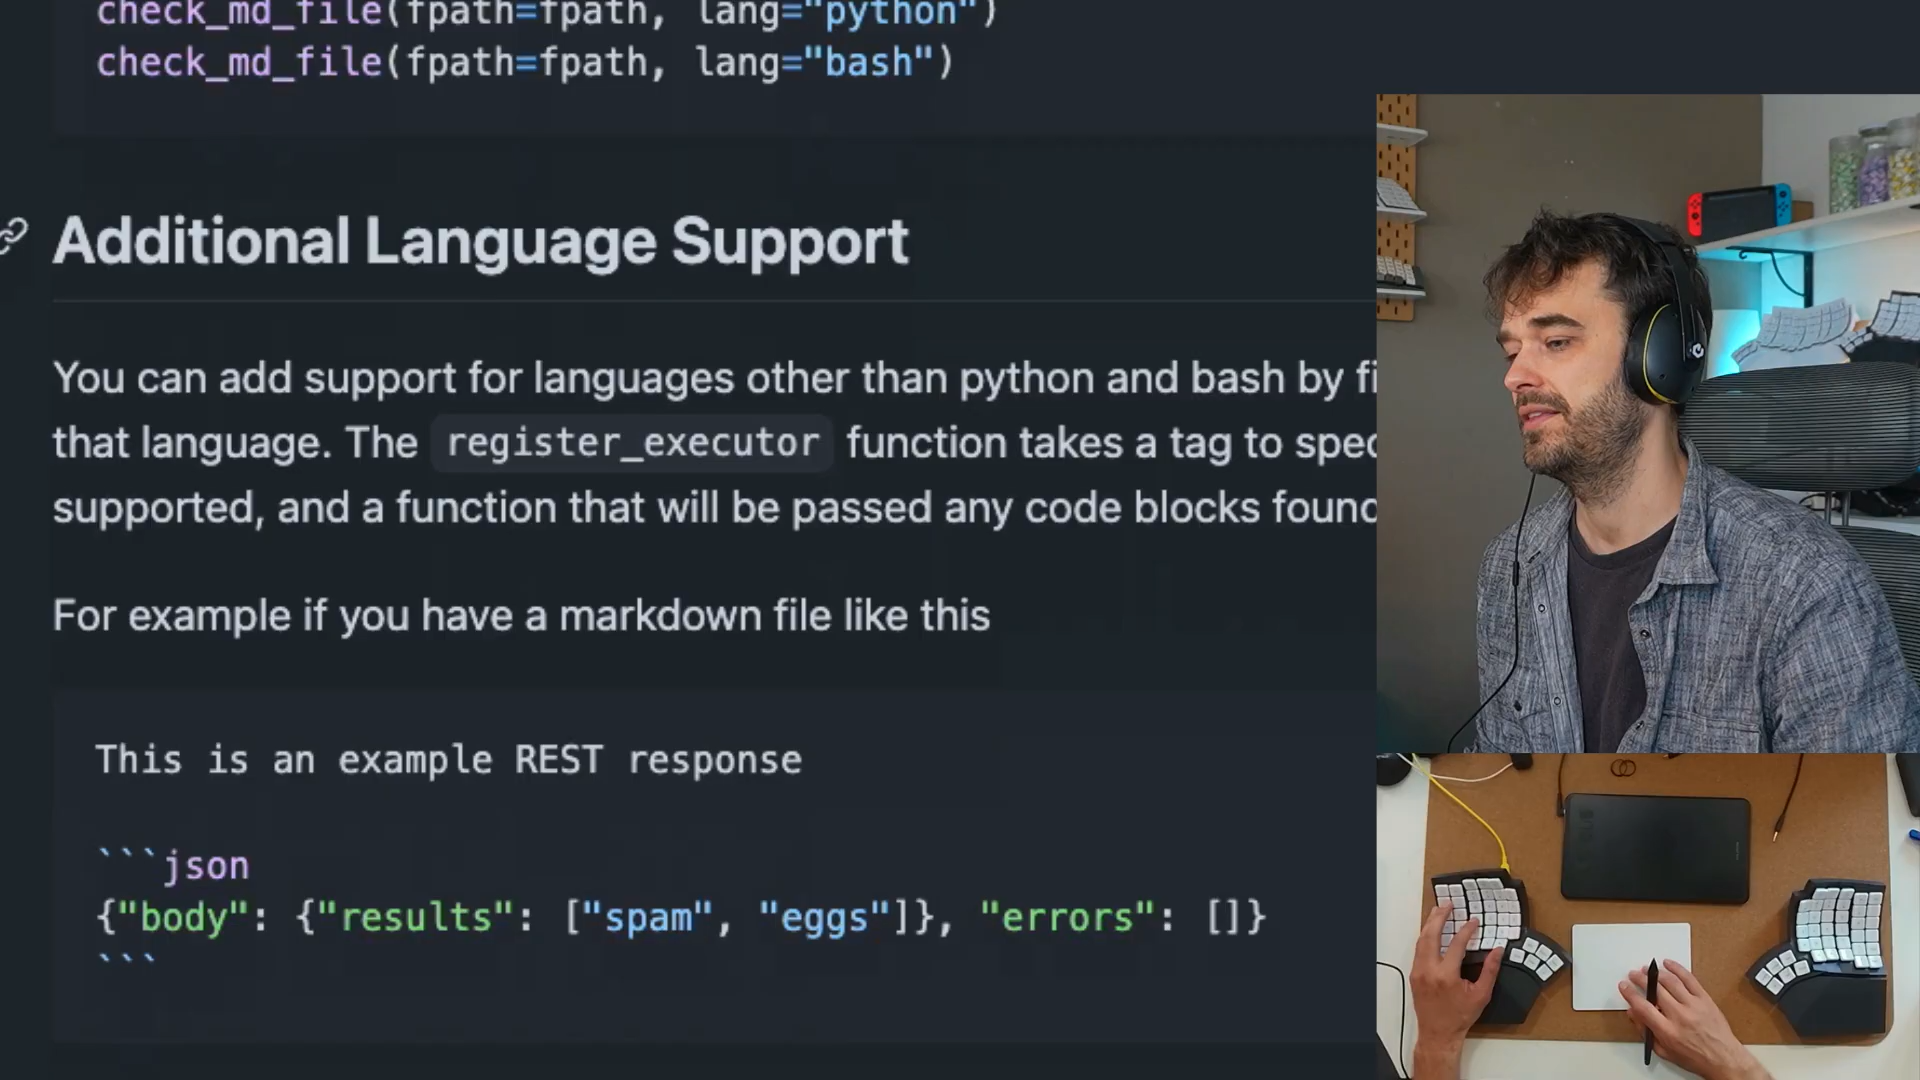 check_md_file(fpath=fpath, lang="python")
check_md_file(fpath=fpath, lang="bash")
Additional Language Support
You can add support for languages other than python and bash by
that language. The register_executor function takes a tag to
supported, and a function that will be passed any code blocks found
For example if you have a markdown file like this
This is an example REST response
```json
{"body": {"results": ["spam", "eggs"]}, "errors": []}
```